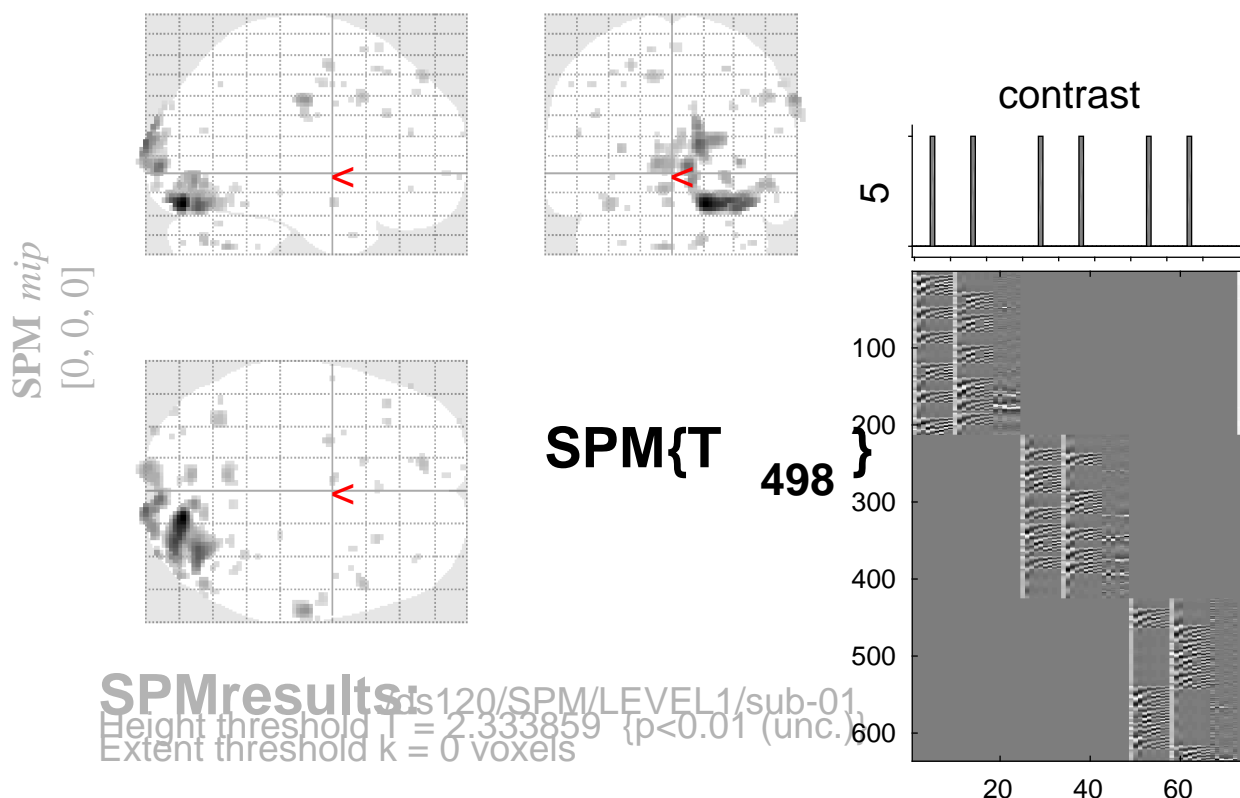 SPM mip
[0, 0, 0]
<
<
<
SPM{T 498 }
SPMresults: /ds120/SPM/LEVEL1/sub-01
Height threshold T = 2.333859 {p<0.01 (unc.)}
Extent threshold k = 0 voxels
contrast
5
100
200
300
400
500
600
20 40 60